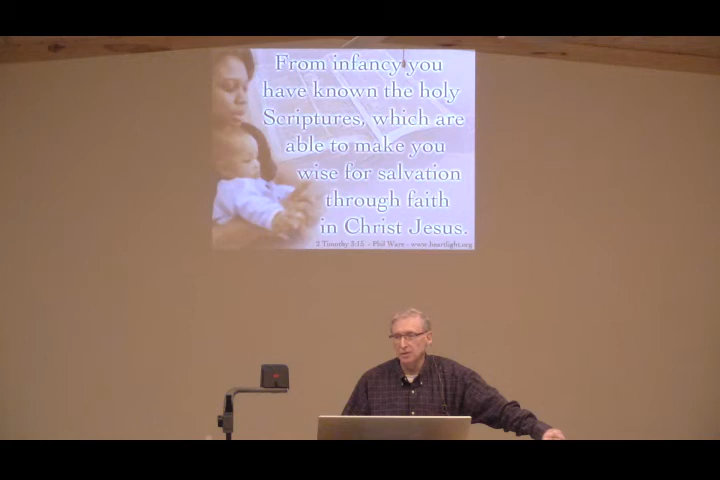 From infancy you
have known the holy
Scriptures, which are
able to make you
wise for salvation
through faith
in Christ Jesus.
2 Timothy 3:15 - Phil Ware - www.heartlight.org